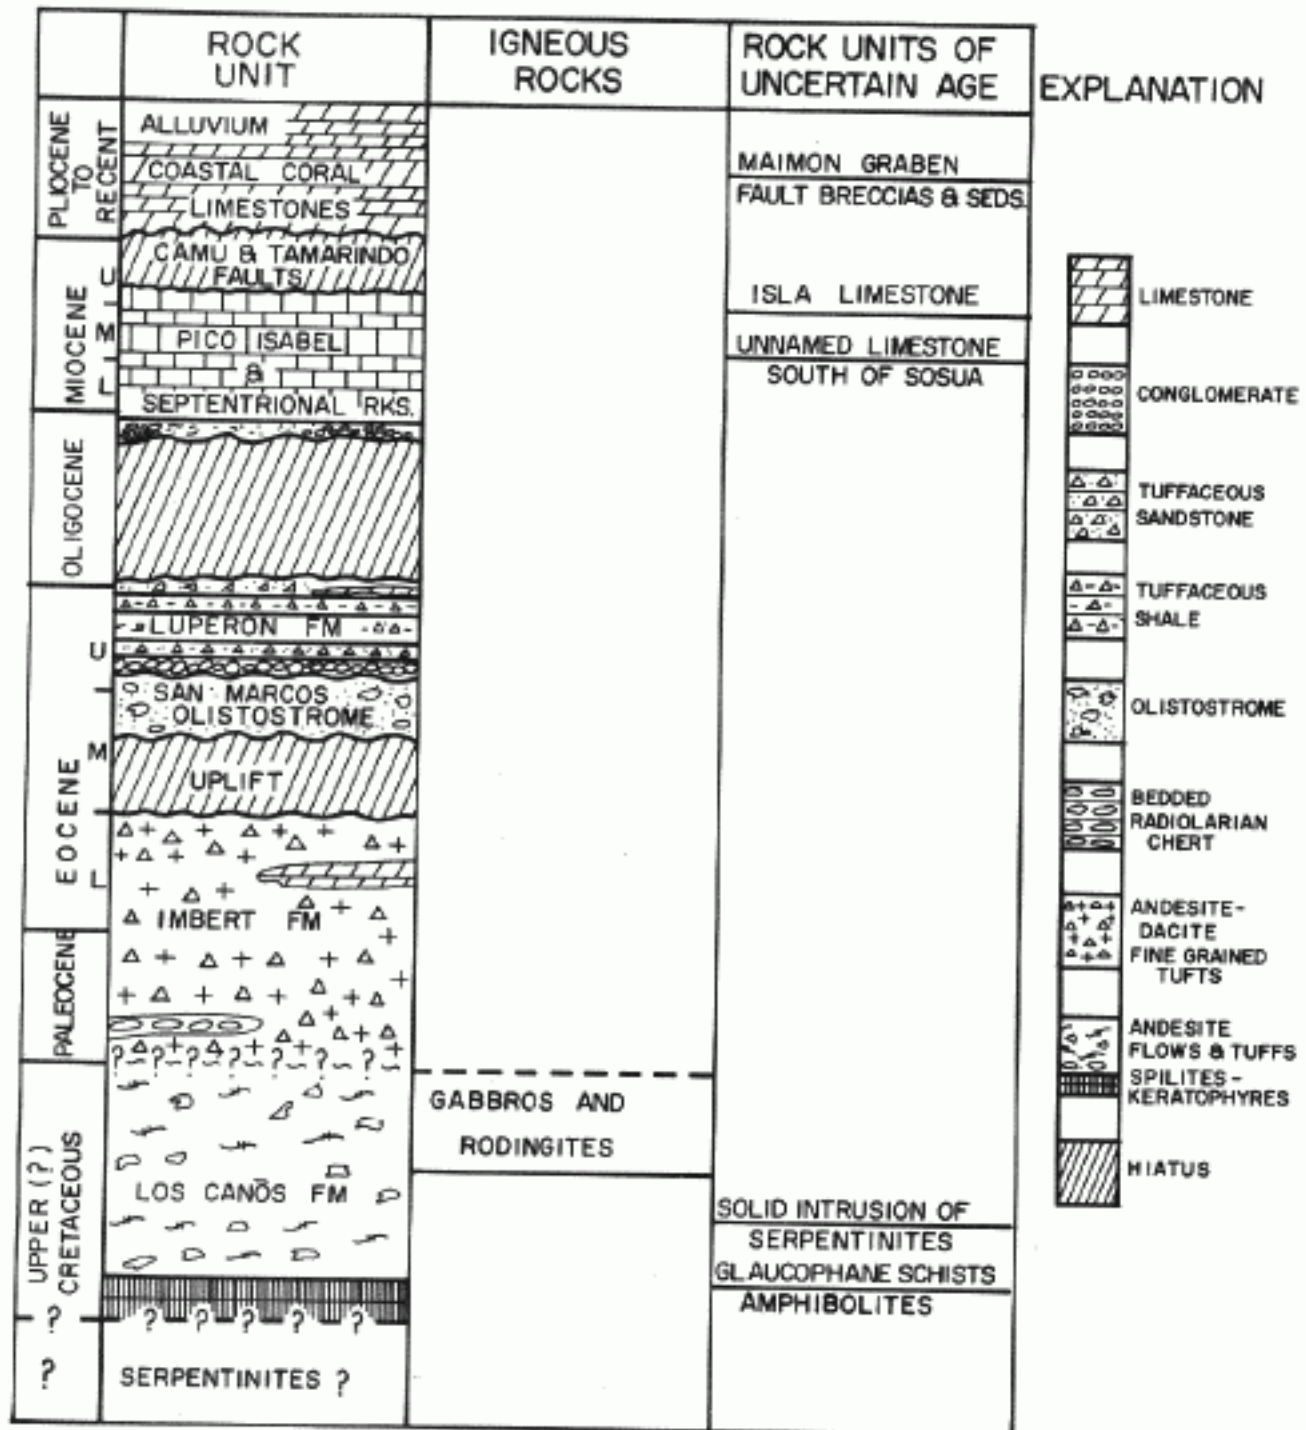 ROCK
UNIT
IGNEOUS
ROCKS
ROCK UNITS OF
UNCERTAIN AGE
EXPLANATION
PLIOCENE
TO
RECENT
ALLUVIUM
COASTAL CORAL
LIMESTONES
MAIMON GRABEN
FAULT BRECCIAS & SEDS.
MIOCENE
U
M
L
CAMU & TAMARINDO
FAULTS
PICO ISABEL
&
SEPTENTRIONAL RKS.
ISLA LIMESTONE
UNNAMED LIMESTONE
SOUTH OF SOSUA
OLIGOCENE
EOCENE
U
M
L
LUPERON FM
SAN MARCOS
OLISTOSTROME
UPLIFT
IMBERT FM
PALEOCENE
? ? ? ? ? ? ?
GABBROS AND
RODINGITES
UPPER (?)
CRETACEOUS
LOS CAÑOS FM
SOLID INTRUSION OF
SERPENTINITES
GLAUCOPHANE SCHISTS
AMPHIBOLITES
?
? ? ? ? ?
?
SERPENTINITES ?
LIMESTONE
CONGLOMERATE
TUFFACEOUS
SANDSTONE
TUFFACEOUS
SHALE
OLISTOSTROME
BEDDED
RADIOLARIAN
CHERT
ANDESITE-
DACITE
FINE GRAINED
TUFTS
ANDESITE
FLOWS & TUFFS
SPILITES-
KERATOPHYRES
HIATUS